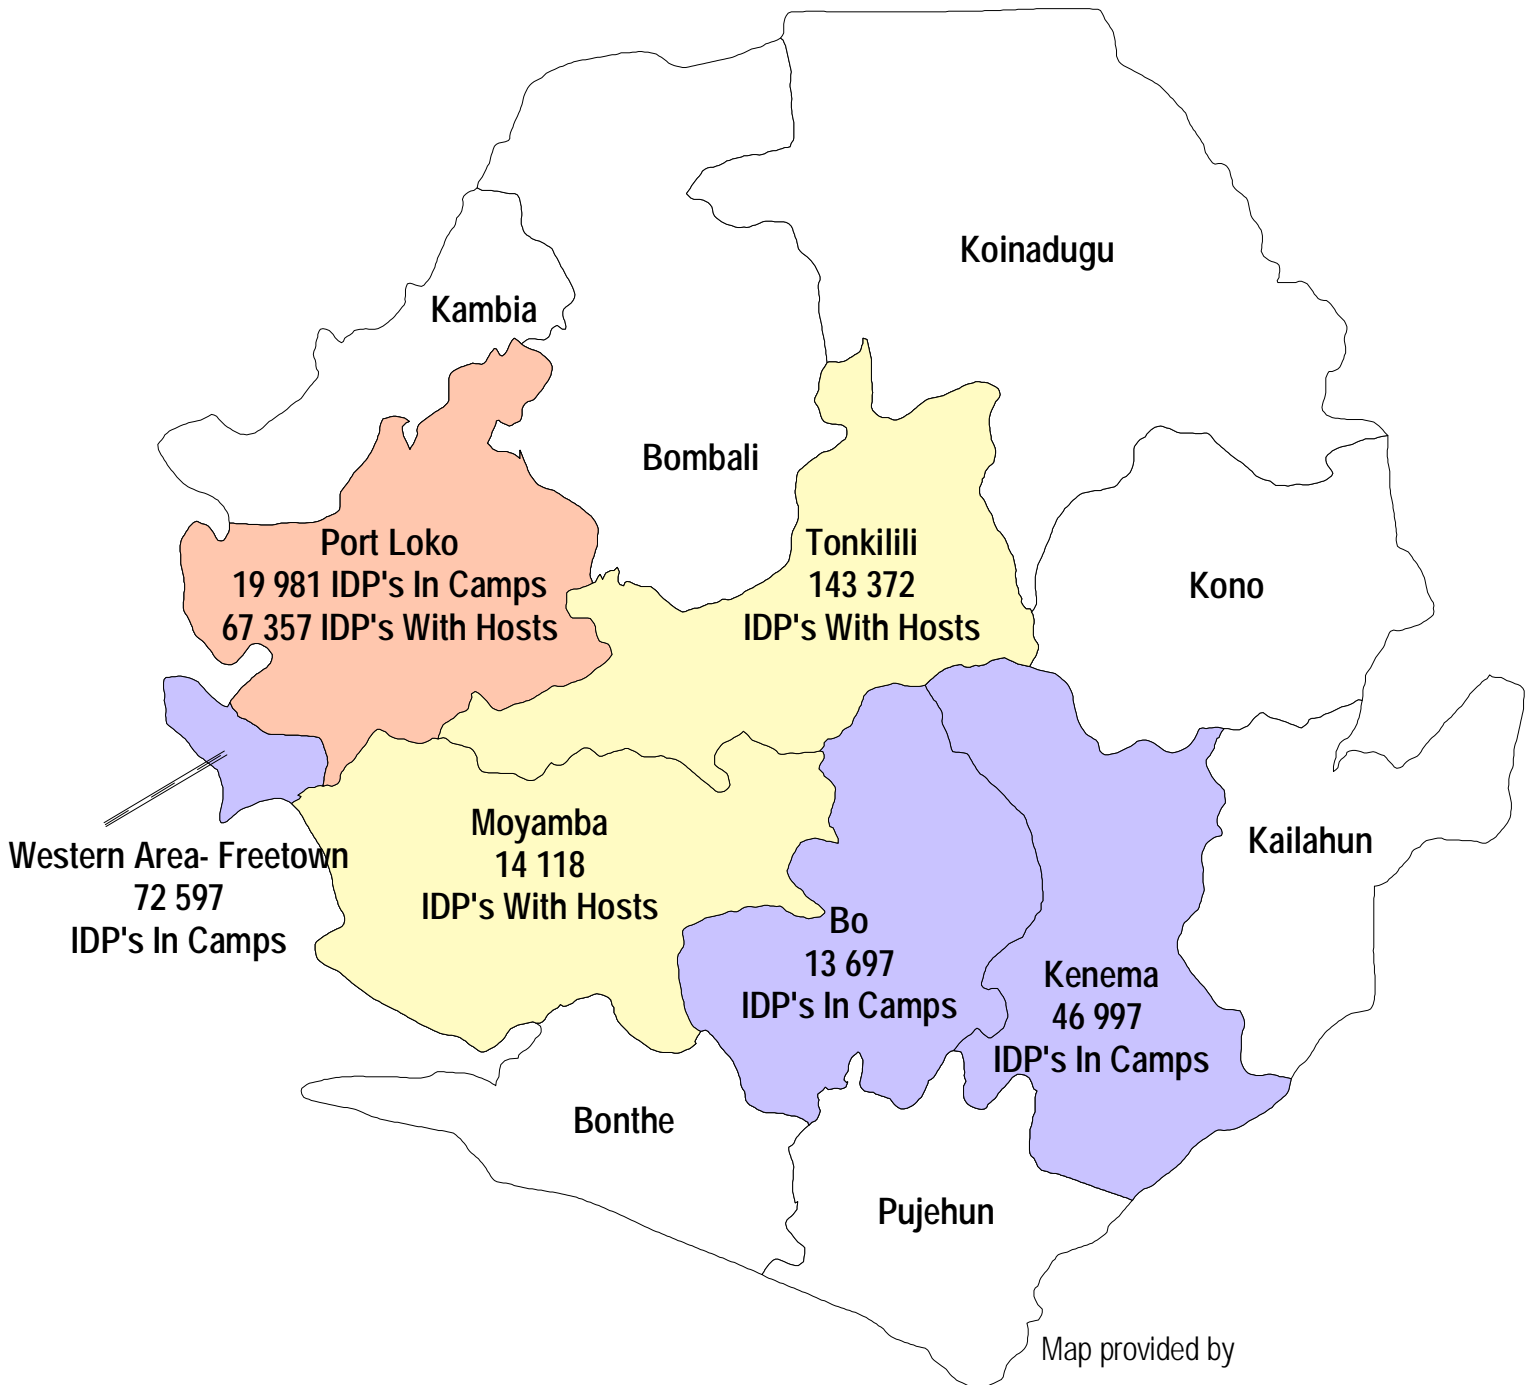 Koinadugu
Kambia
Bombali
Port Loko
19 981 IDP's In Camps
67 357 IDP's With Hosts
Tonkilili
143 372
IDP's With Hosts
Kono
Western Area- Freetown
72 597
IDP's In Camps
Moyamba
14 118
IDP's With Hosts
Kailahun
Bo
13 697
IDP's In Camps
Kenema
46 997
IDP's In Camps
Bonthe
Pujehun
Map provided by